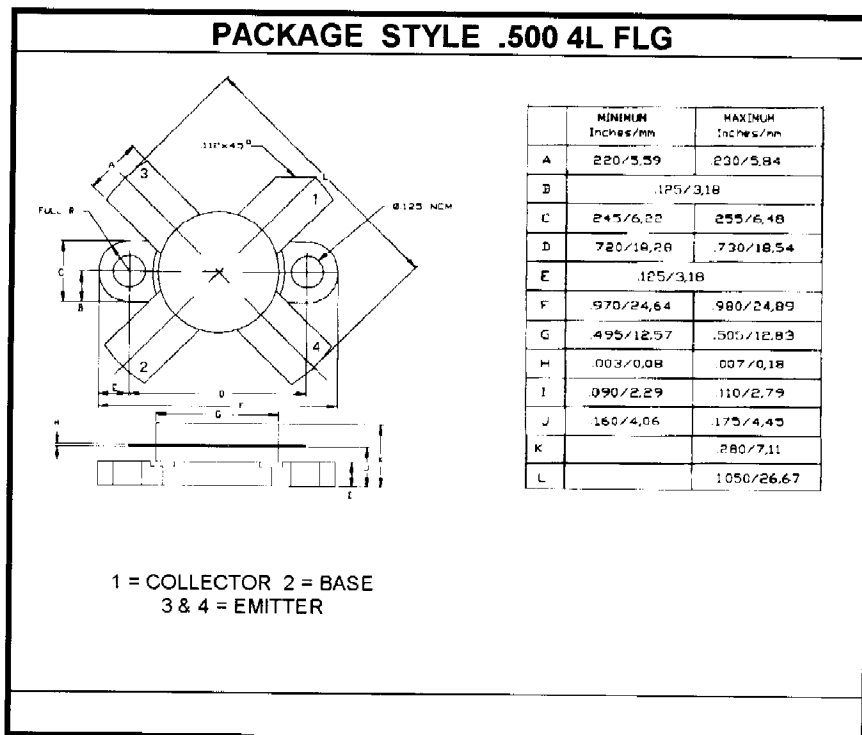 PACKAGE STYLE .500 4L FLG
A
3
L
1
FULL R
Ø.125 NOM
C
B
2
4
E
D
F
G
H
K
J
I
MINIMUM MAXIMUM
Inches/mm Inches/mm
A .220/5,59 .230/5,84
B .125/3,18
C .245/6,22 .255/6,48
D .720/18,28 .730/18,54
E .125/3,18
F .970/24,64 .980/24,89
G .495/12,57 .505/12,83
H .003/0,08 .007/0,18
I .090/2,29 .110/2,79
J .160/4,06 .175/4,45
K .280/7,11
L 1.050/26,67
1 = COLLECTOR 2 = BASE
3 & 4 = EMITTER